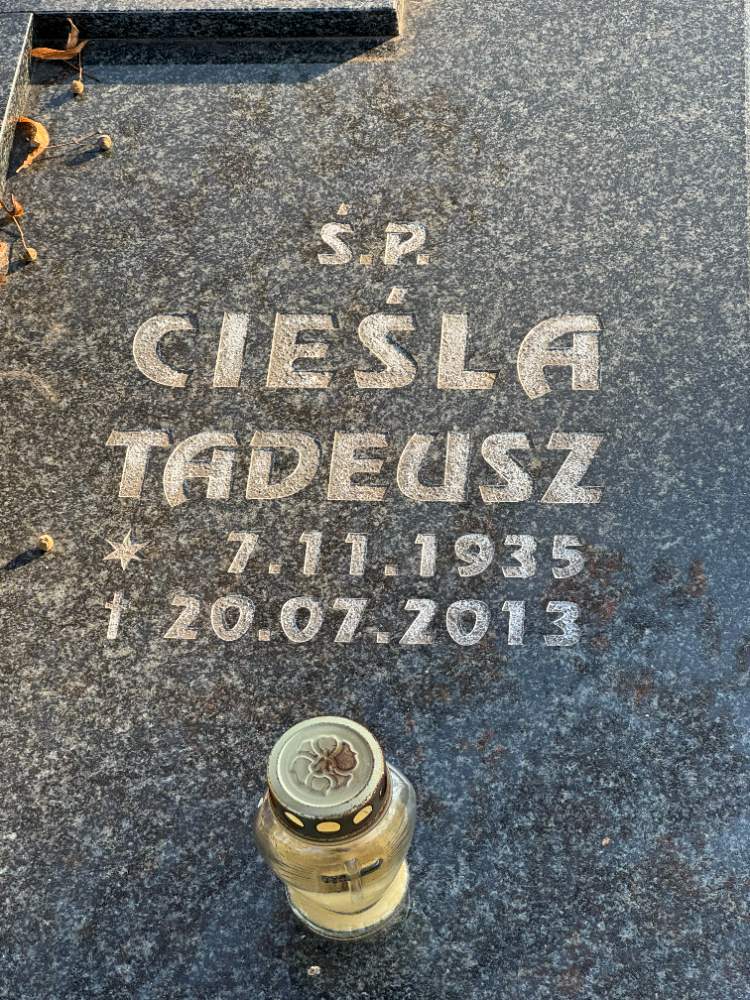 Ś.P.
CIEŚLA
TADEUSZ
* 7.11.1935
† 20.07.2013